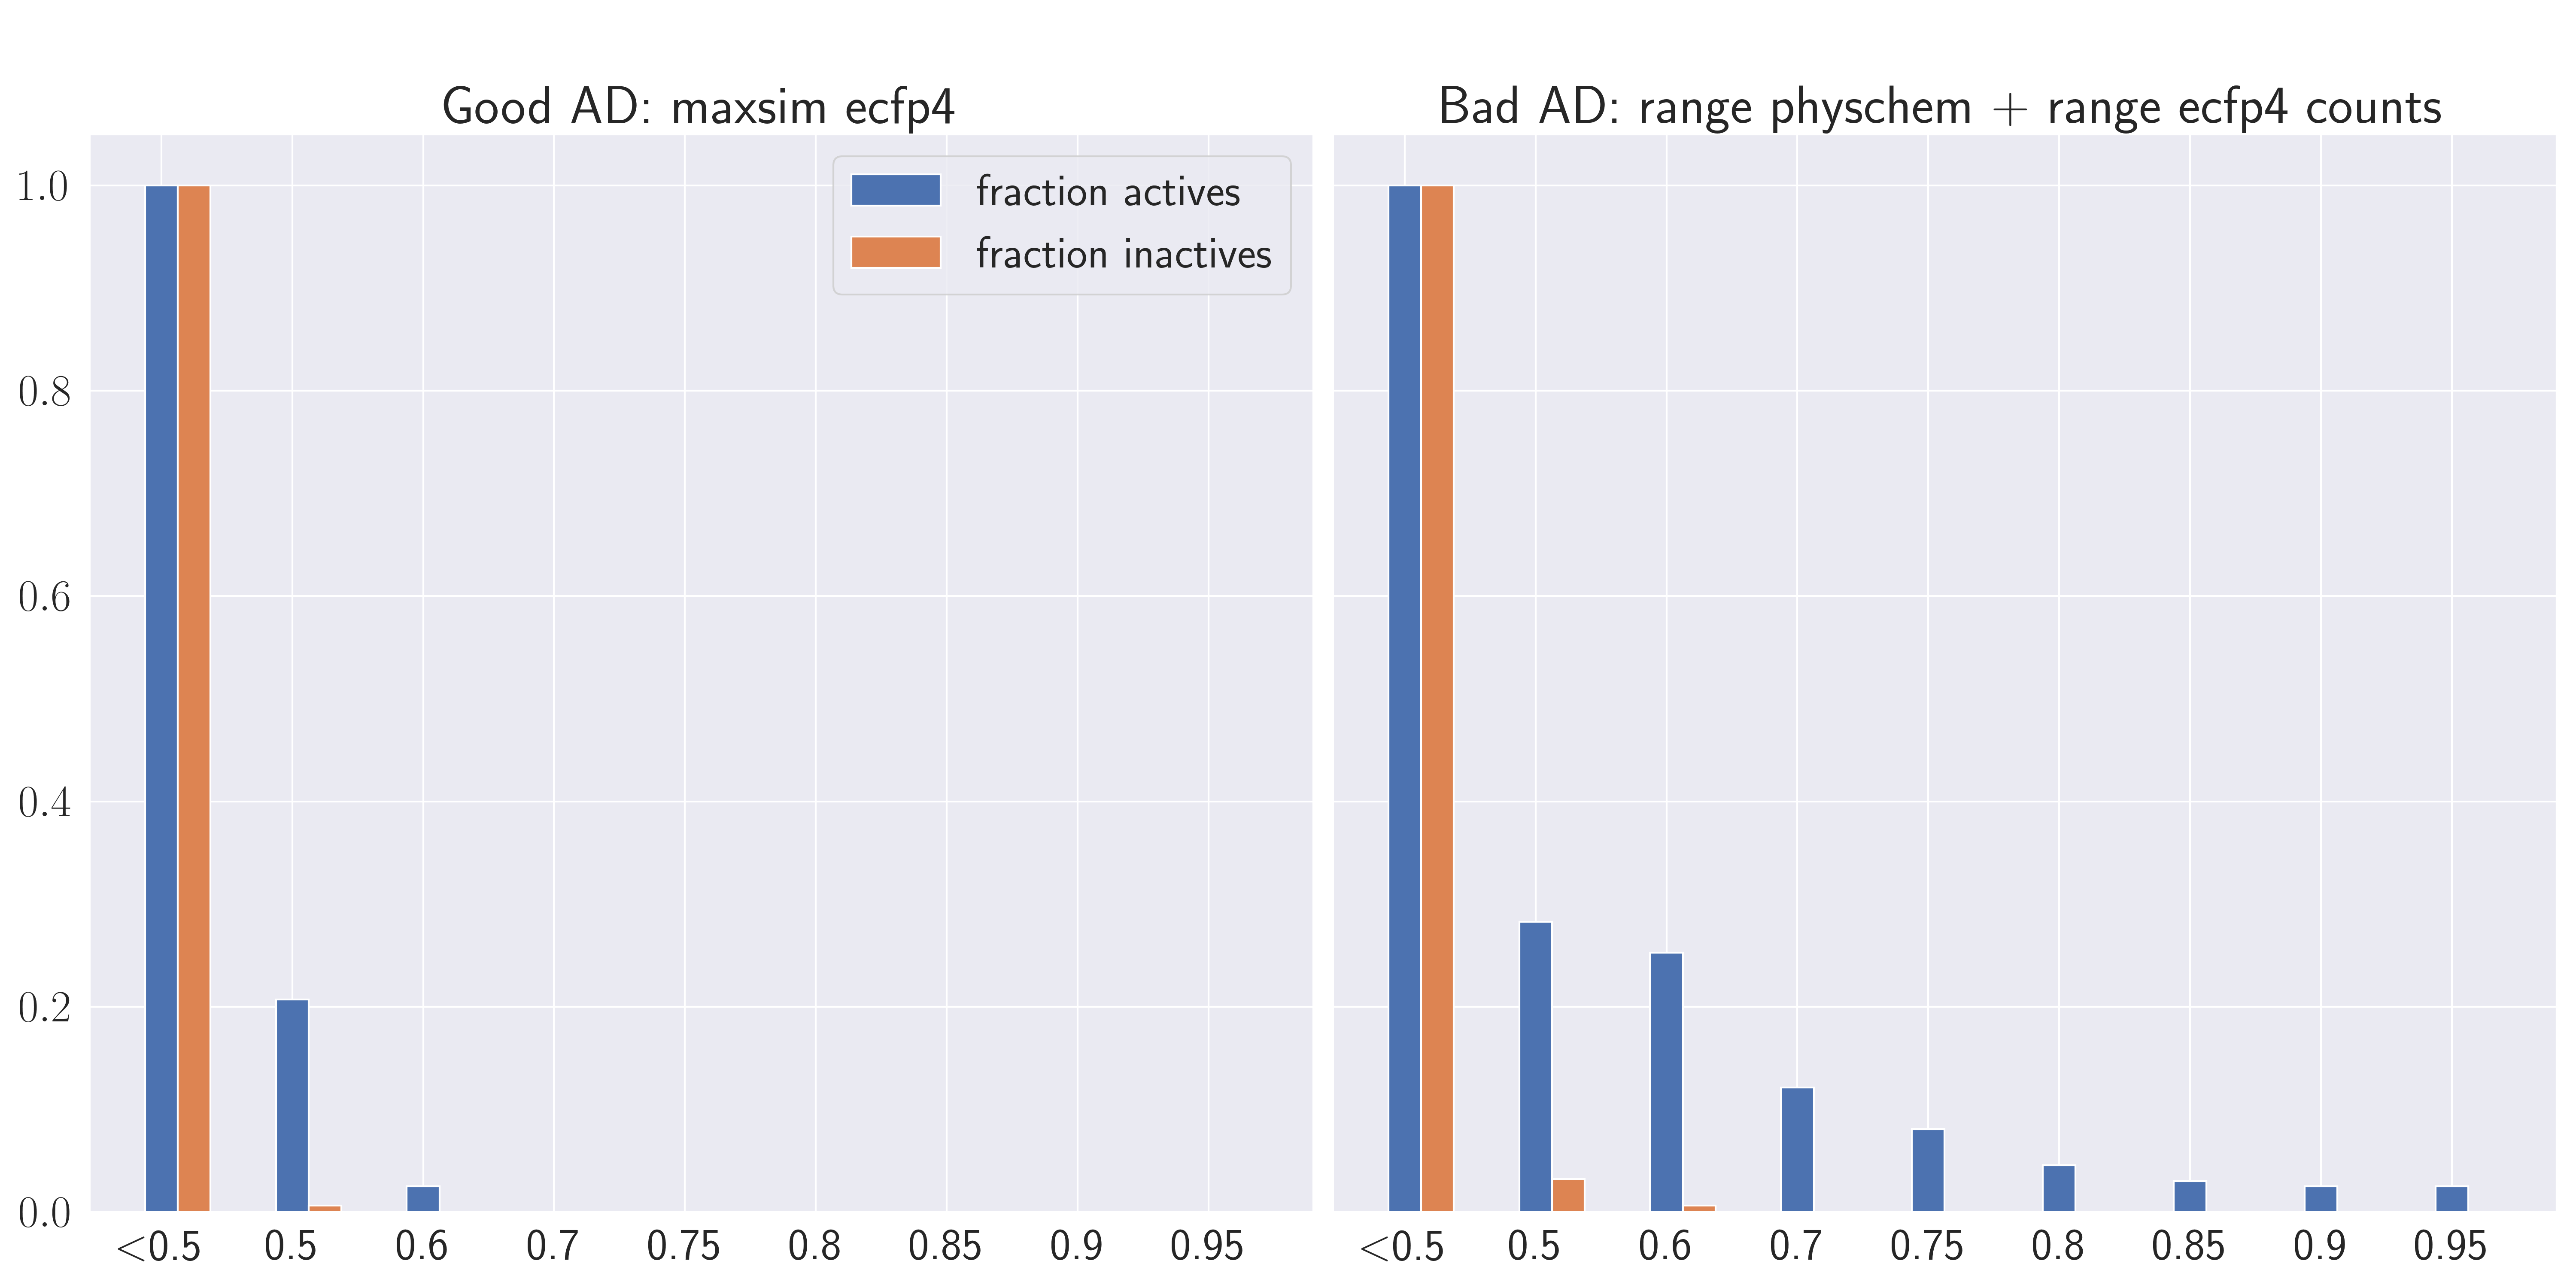 Good AD: maxsim ecfp4
Bad AD: range physchem + range ecfp4 counts
fraction actives
fraction inactives
1.0
0.8
0.6
0.4
0.2
0.0
<0.5 0.5 0.6 0.7 0.75 0.8 0.85 0.9 0.95
<0.5 0.5 0.6 0.7 0.75 0.8 0.85 0.9 0.95